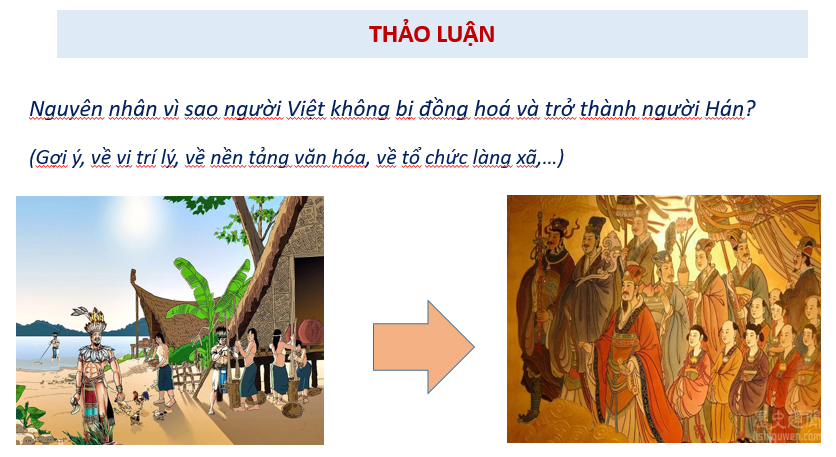 THẢO LUẬN
Nguyên nhân vì sao người Việt không bị đồng hoá và trở thành người Hán?
(Gợi ý, về vị trí lý, về nền tảng văn hóa, về tổ chức làng xã,...)